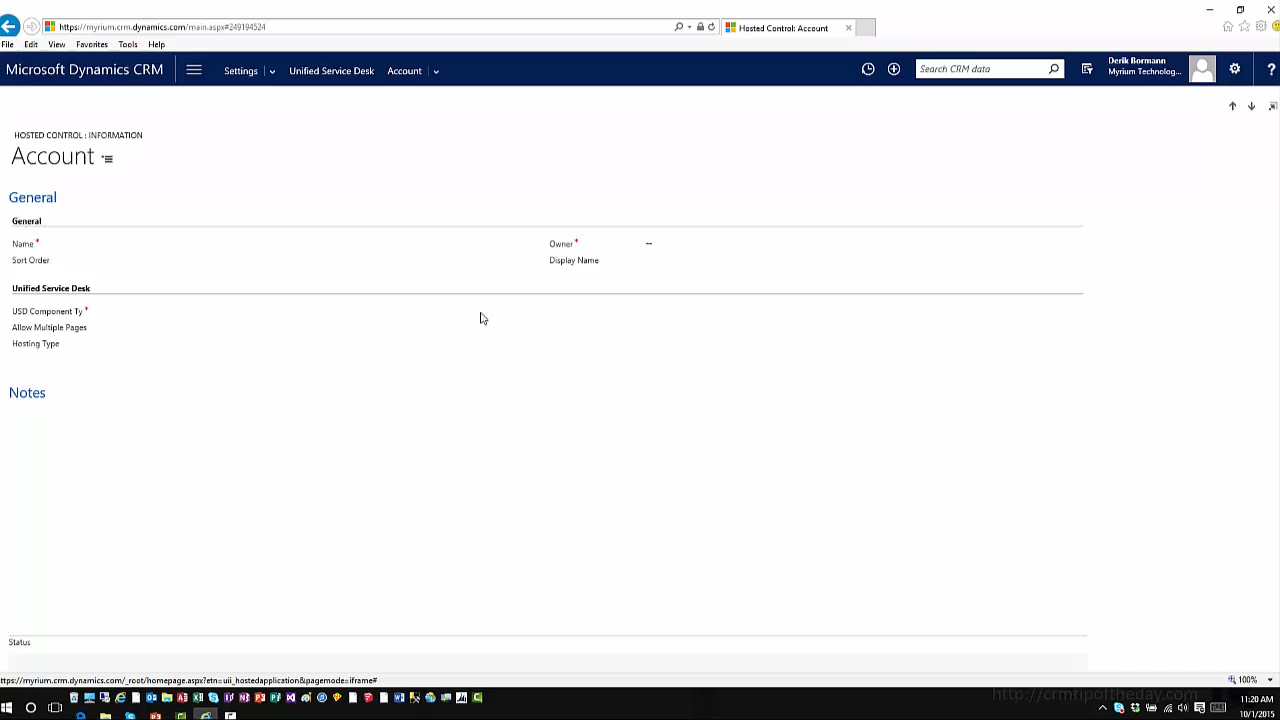 https://myrium.crm.dynamics.com/main.aspx#249194524
Hosted Control: Account
File Edit View Favorites Tools Help
Microsoft Dynamics CRM
Settings
Unified Service Desk
Account
Search CRM data
Derik Bormann
Myrium Technolog...
?
HOSTED CONTROL : INFORMATION
Account
General
General
Name *
Owner * --
Sort Order
Display Name
Unified Service Desk
USD Component Ty *
Allow Multiple Pages
Hosting Type
Notes
Status
https://myrium.crm.dynamics.com/_root/homepage.aspx?etn=uii_hostedapplication&pagemode=iframe#
100%
http://crmtipoftheday.com
11:20 AM
10/1/2015